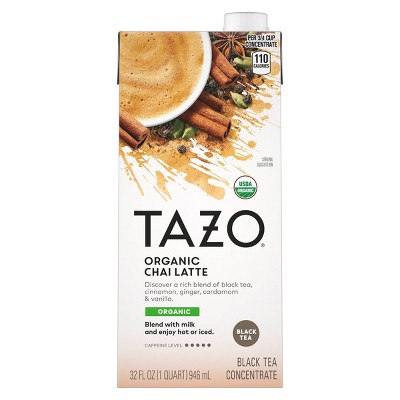 PER 3/4 CUP
CONCENTRATE
110
CALORIES
SERVING
SUGGESTION
USDA
ORGANIC
TAZO®
ORGANIC
CHAI LATTE
Discover a rich blend of black tea,
cinnamon, ginger, cardamom
& vanilla.
ORGANIC
Blend with milk
and enjoy hot or iced.
BLACK
TEA
CAFFEINE LEVEL
BLACK TEA
CONCENTRATE
32 FL OZ (1 QUART) 946 mL